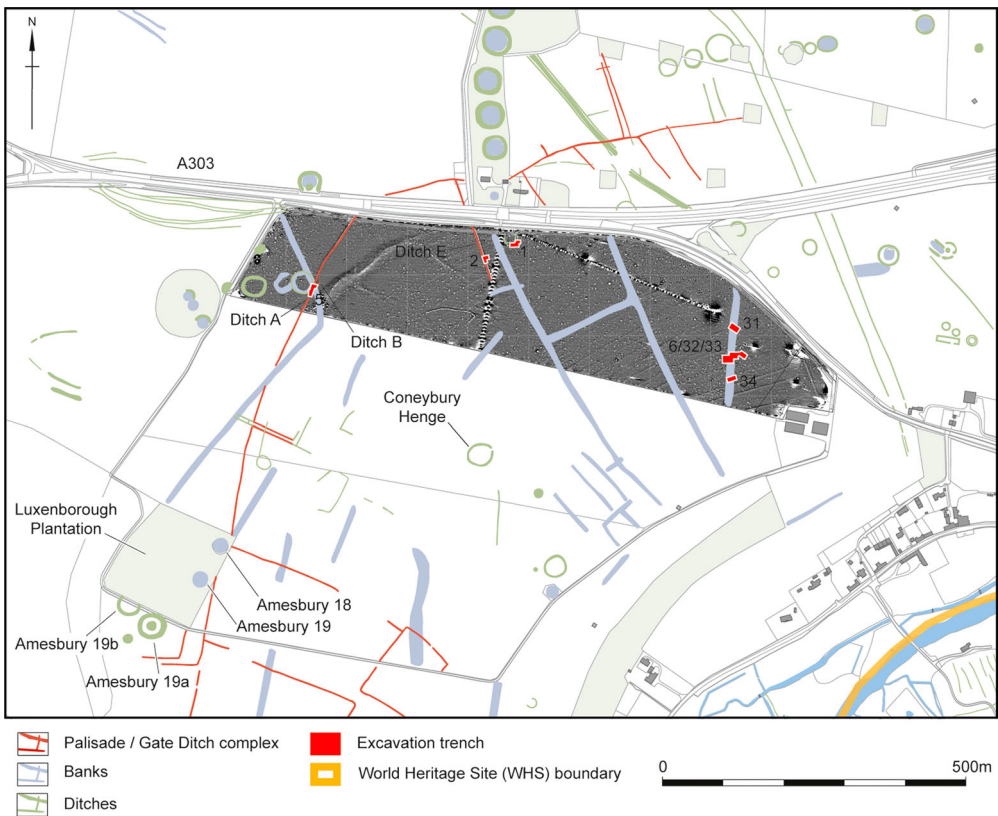 N
A303
Ditch E
2
1
5
Ditch A
Ditch B
31
6/32/33
34
Coneybury
Henge
Luxenborough
Plantation
Amesbury 18
Amesbury 19
Amesbury 19b
Amesbury 19a
Palisade / Gate Ditch complex
Excavation trench
Banks
World Heritage Site (WHS) boundary
Ditches
0
500m